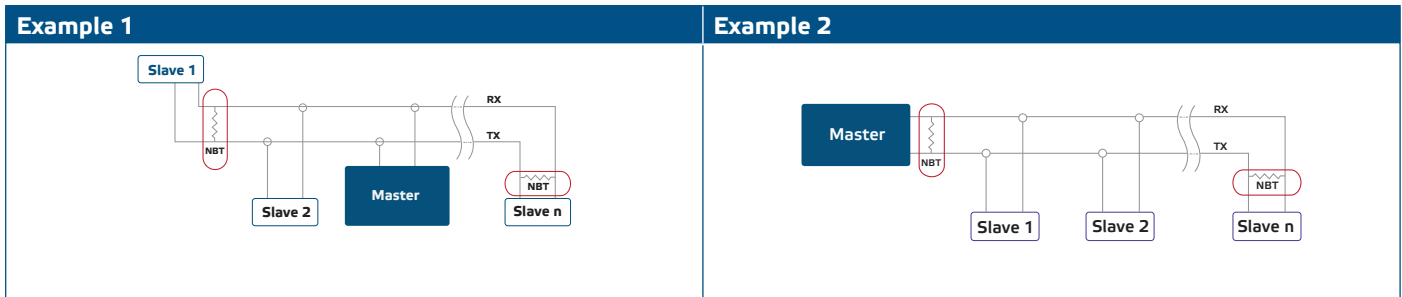 Example 1
Slave 1
RX
TX
NBT
Master
NBT
Slave 2
Slave n
Example 2
RX
Master
TX
NBT
NBT
Slave 1
Slave 2
Slave n